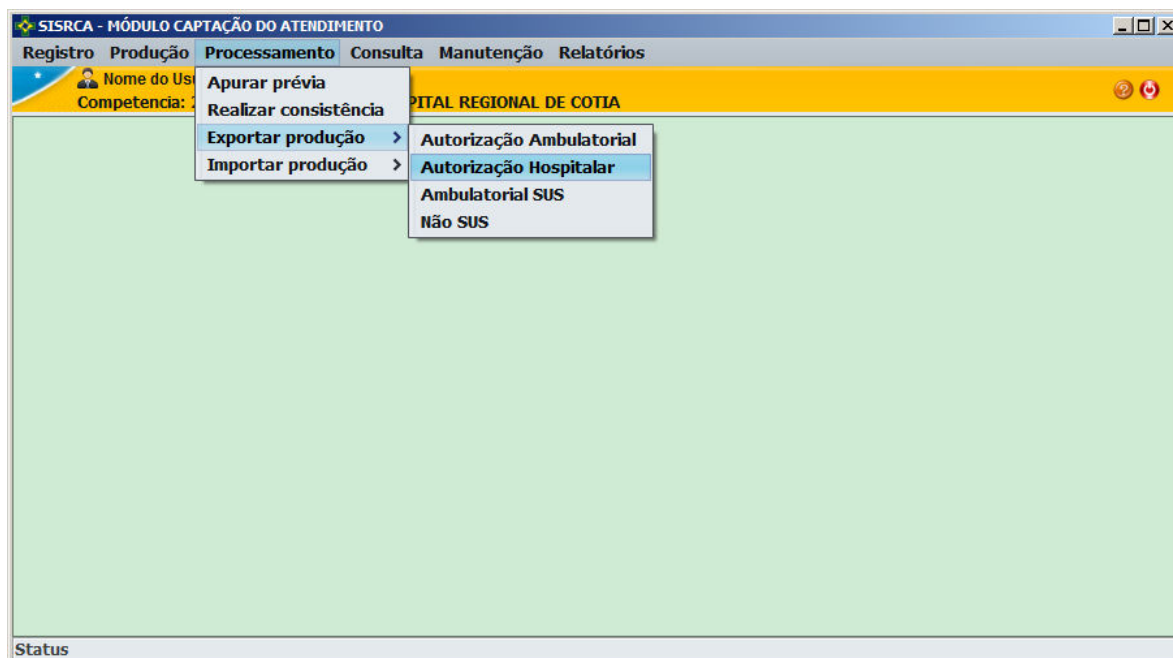 SISRCA - MÓDULO CAPTAÇÃO DO ATENDIMENTO
Registro Produção Processamento Consulta Manutenção Relatórios
Nome do Usu
Competencia: PITAL REGIONAL DE COTIA
Apurar prévia
Realizar consistência
Exportar produção >
Importar produção >
Autorização Ambulatorial
Autorização Hospitalar
Ambulatorial SUS
Não SUS
Status